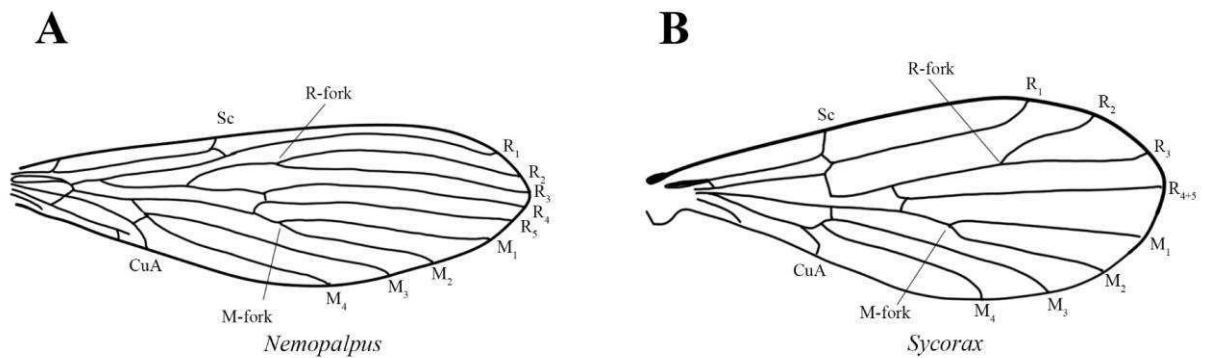 A
R-fork
Sc
R1
R2
R3
R4
R5
M1
M2
M3
M4
CuA
M-fork
Nemopalpus
B
R-fork
Sc
R1
R2
R3
R4+5
M1
M2
M3
M4
CuA
M-fork
Sycorax